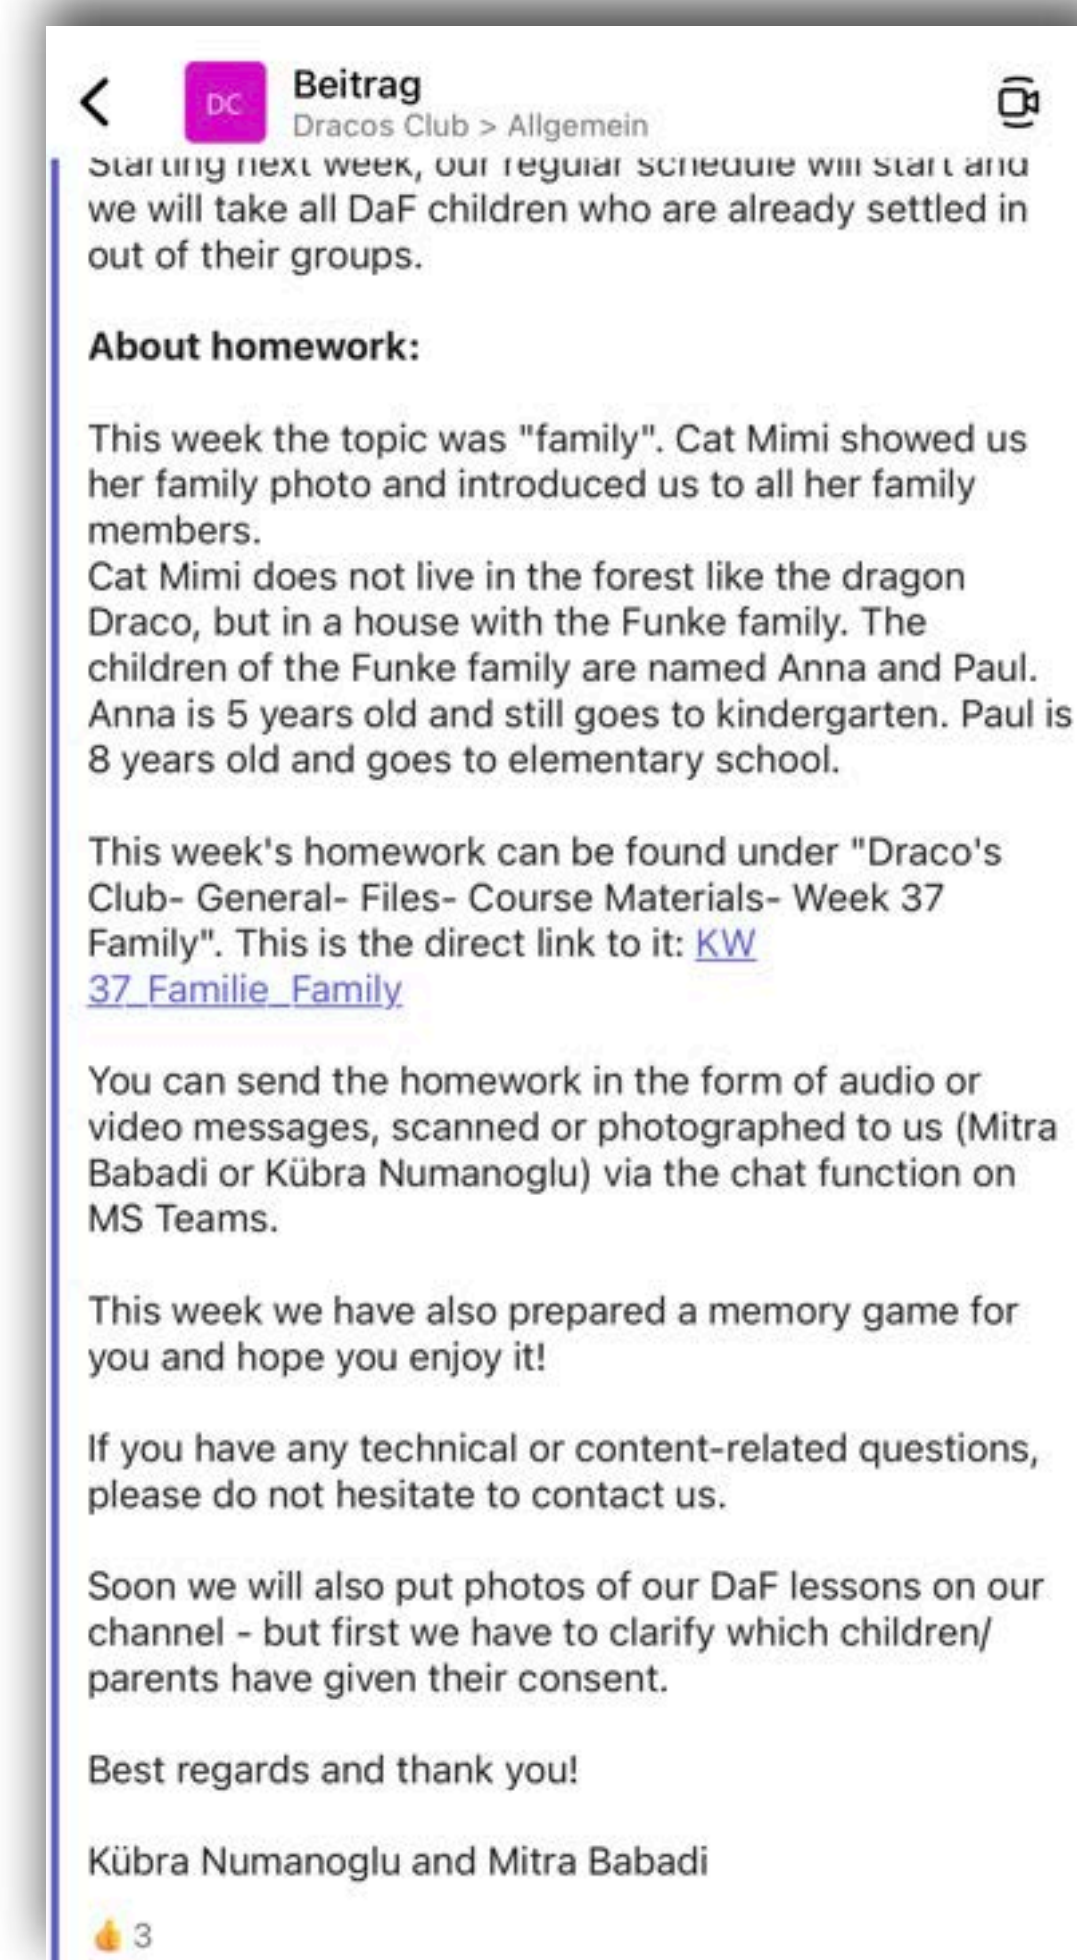 DC
Beitrag
Dracos Club > Allgemein
Starting next week, our regular schedule will start and
we will take all DaF children who are already settled in
out of their groups.
About homework:
This week the topic was "family". Cat Mimi showed us
her family photo and introduced us to all her family
members.
Cat Mimi does not live in the forest like the dragon
Draco, but in a house with the Funke family. The
children of the Funke family are named Anna and Paul.
Anna is 5 years old and still goes to kindergarten. Paul is
8 years old and goes to elementary school.
This week's homework can be found under "Draco's
Club- General- Files- Course Materials- Week 37
Family". This is the direct link to it: KW
37_Familie_Family
You can send the homework in the form of audio or
video messages, scanned or photographed to us (Mitra
Babadi or Kübra Numanoglu) via the chat function on
MS Teams.
This week we have also prepared a memory game for
you and hope you enjoy it!
If you have any technical or content-related questions,
please do not hesitate to contact us.
Soon we will also put photos of our DaF lessons on our
channel - but first we have to clarify which children/
parents have given their consent.
Best regards and thank you!
Kübra Numanoglu and Mitra Babadi
👍 3